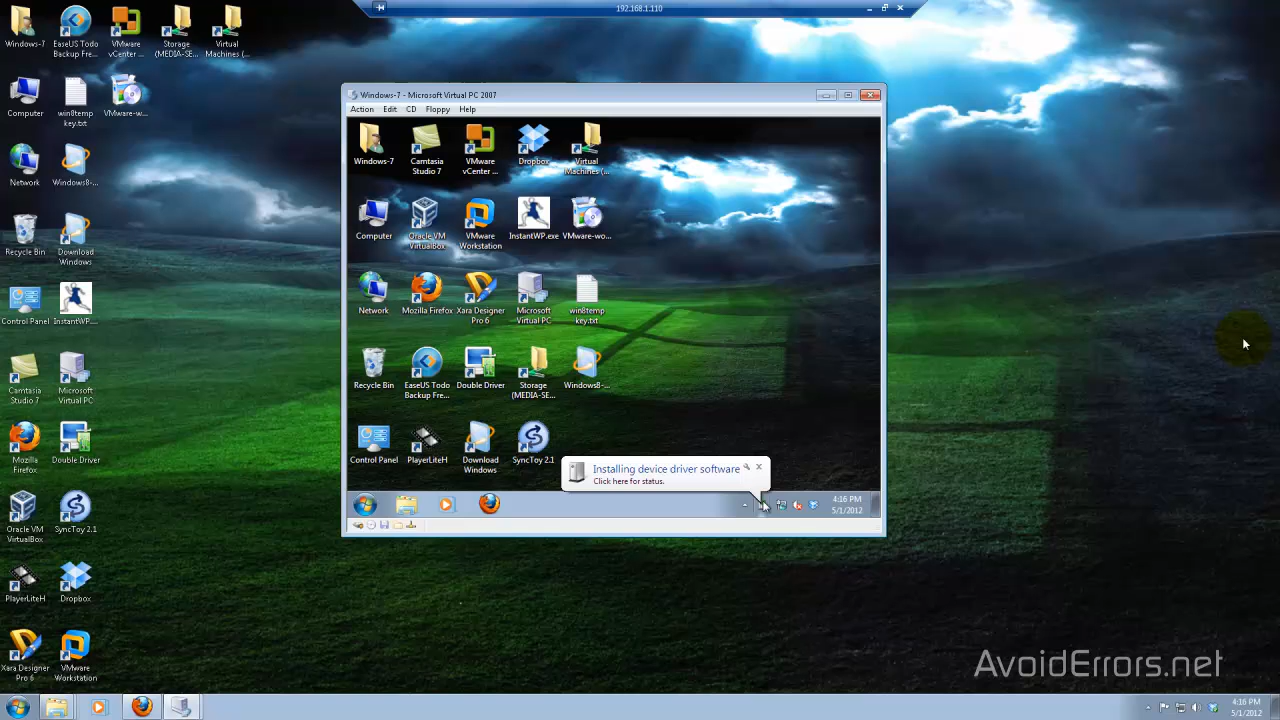 192.168.1.110
Windows-7
EaseUS Todo
Backup Fre...
VMware
vCenter ...
Storage
(MEDIA-SE...
Virtual
Machines (...
Computer
win8temp
key.txt
VMware-w...
Network
Windows8-...
Recycle Bin
Download
Windows
Control Panel
InstantWP....
Camtasia
Studio 7
Microsoft
Virtual PC
Mozilla
Firefox
Double Driver
Oracle VM
VirtualBox
SyncToy 2.1
PlayerLiteH
Dropbox
Xara Designer
Pro 6
VMware
Workstation
Windows-7 - Microsoft Virtual PC 2007
Action Edit CD Floppy Help
Windows-7
Camtasia
Studio 7
VMware
vCenter ...
Dropbox
Virtual
Machines (...
Computer
Oracle VM
VirtualBox
VMware
Workstation
InstantWP.exe
VMware-wo...
Network
Mozilla Firefox
Xara Designer
Pro 6
Microsoft
Virtual PC
win8temp
key.txt
Recycle Bin
EaseUS Todo
Backup Fre...
Double Driver
Storage
(MEDIA-SE...
Windows8-...
Control Panel
PlayerLiteH
Download
Windows
SyncToy 2.1
Installing device driver software
Click here for status.
4:16 PM
5/1/2012
AvoidErrors.net
4:16 PM
5/1/2012